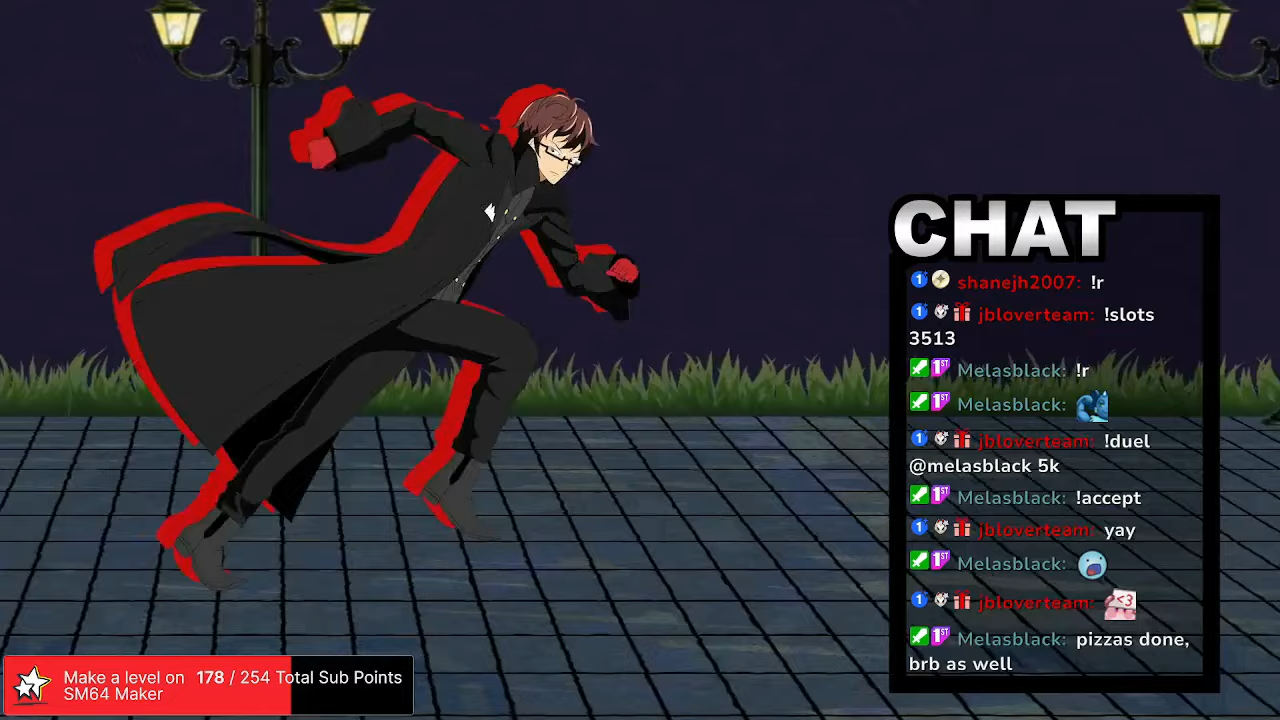 CHAT
shanejh2007: !r
jbloverteam: !slots
3513
Melasblack: !r
Melasblack:
jbloverteam: !duel
@melasblack 5k
Melasblack: !accept
jbloverteam: yay
Melasblack:
jbloverteam: <3
Melasblack: pizzas done,
brb as well
Make a level on 178 / 254 Total Sub Points
SM64 Maker